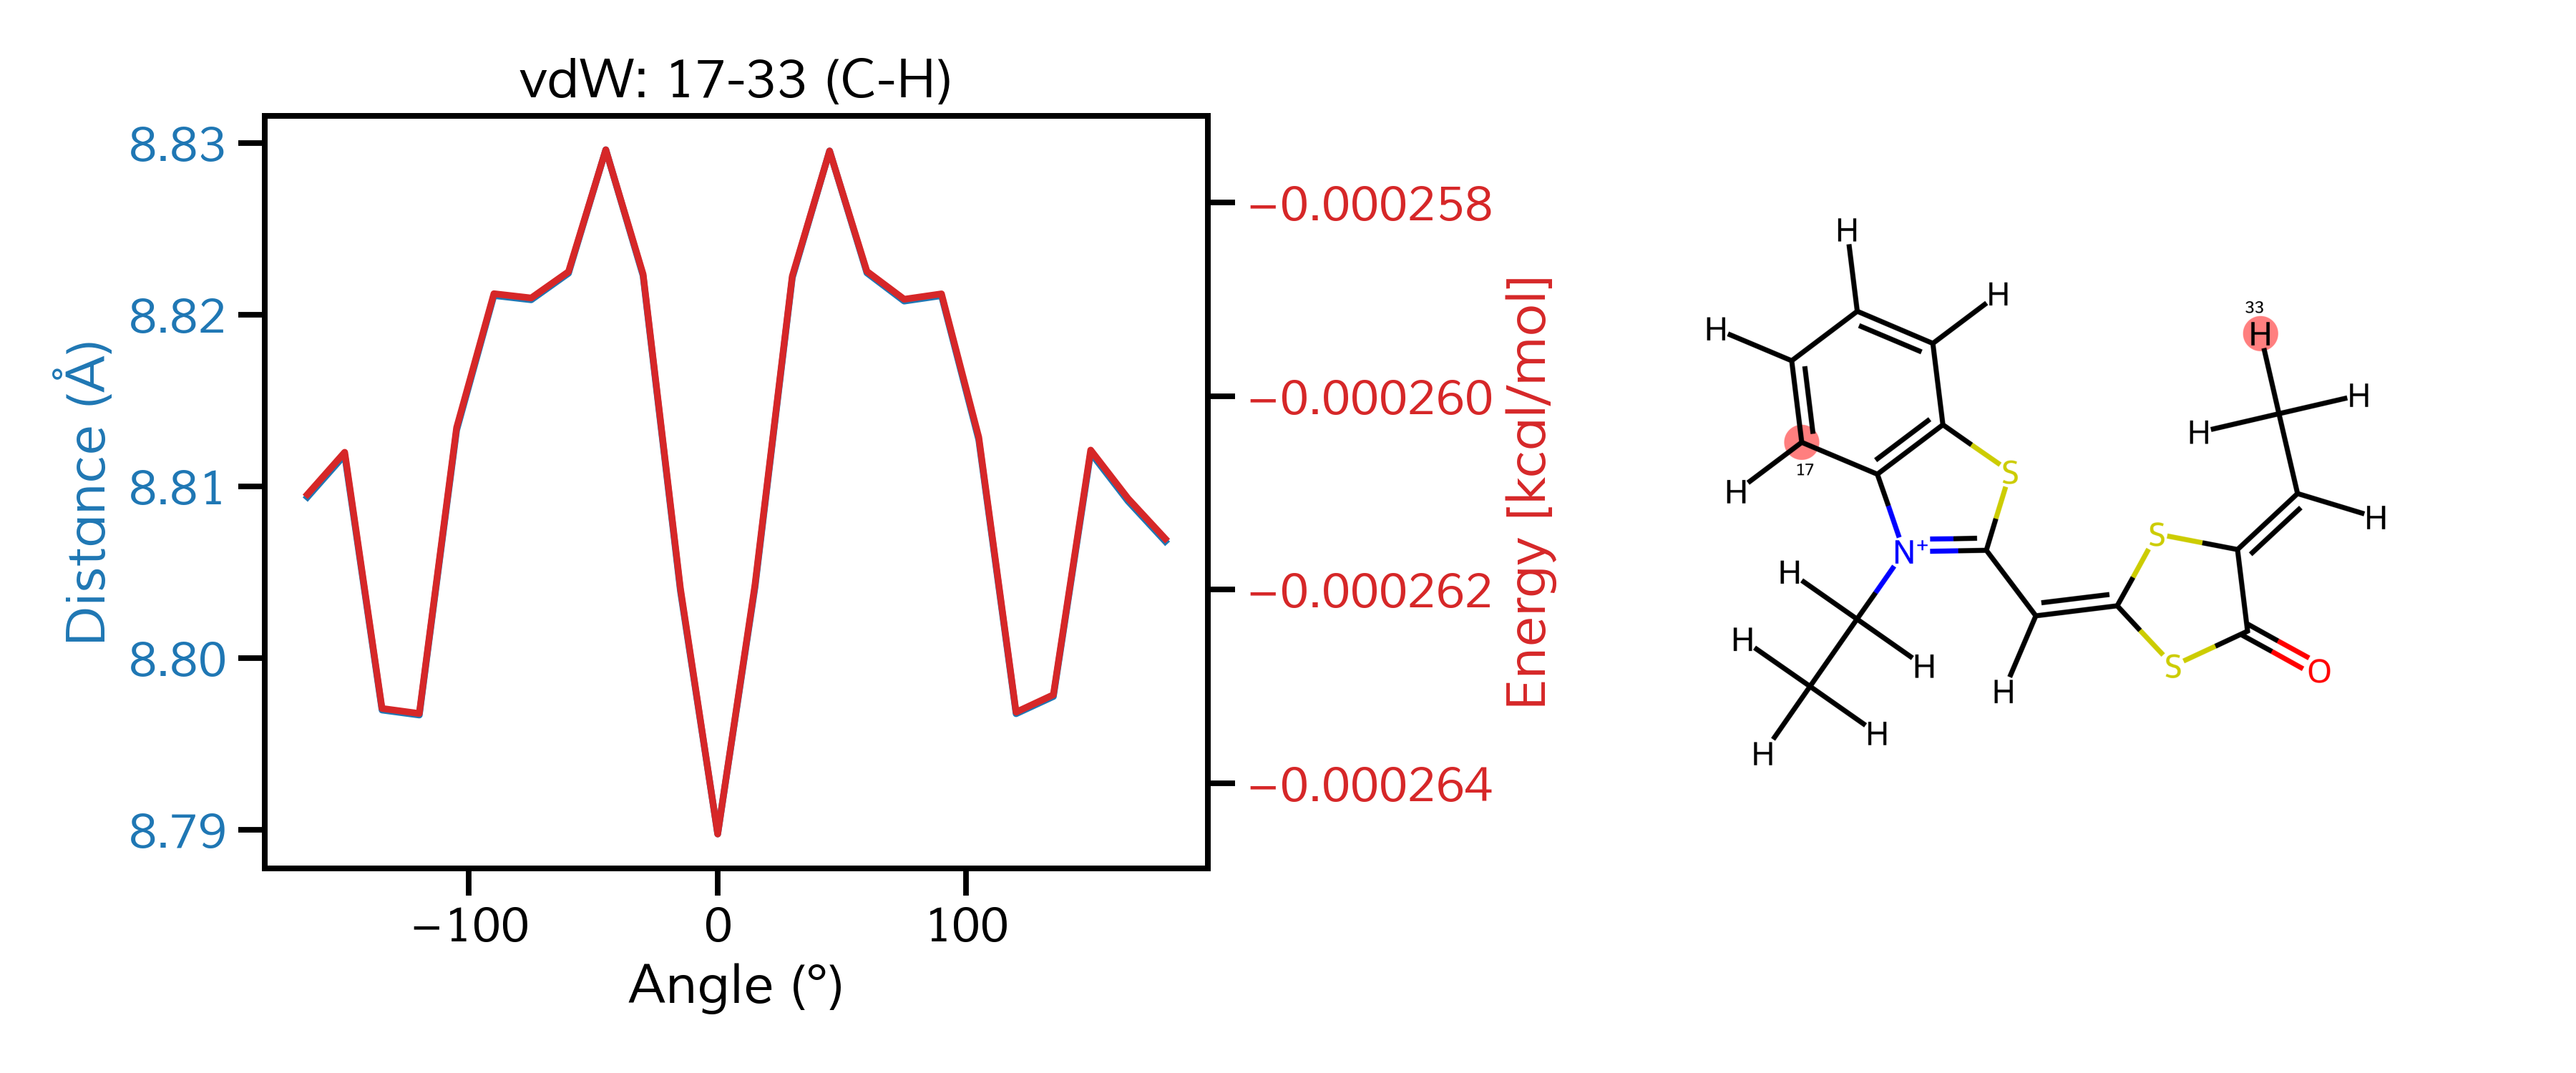 vdW: 17-33 (C-H)
8.83
8.82
8.81
8.80
8.79
Distance (Å)
−100
0
100
Angle (°)
−0.000258
−0.000260
−0.000262
−0.000264
Energy [kcal/mol]
H
H
H
33
H
H
H
17
S
H
H
S
N+
H
H
H
S
O
H
H
H